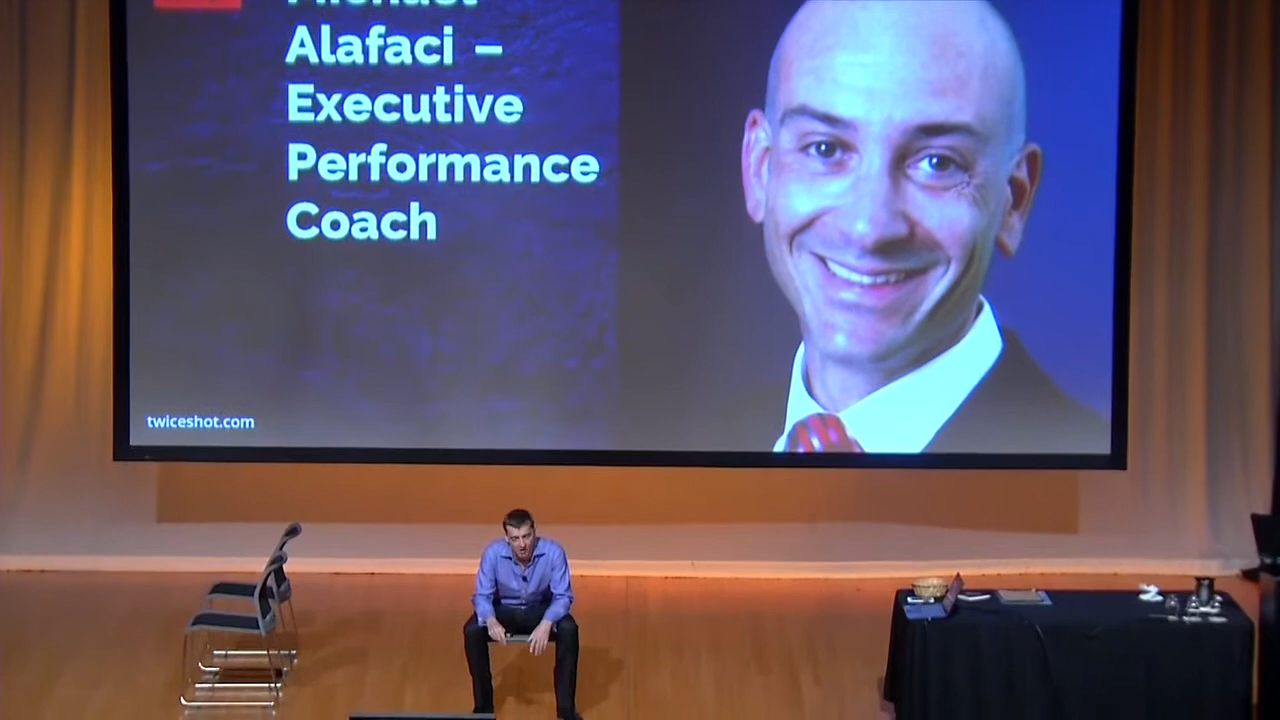 Alafaci –
Executive
Performance
Coach
twiceshot.com